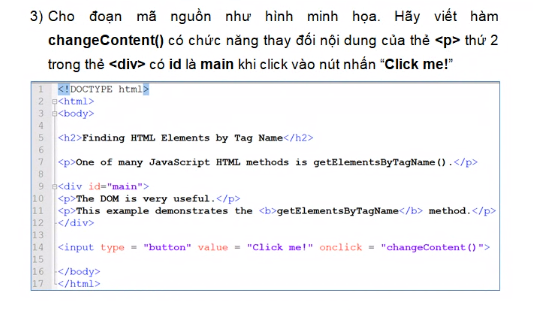 3) Cho đoạn mã nguồn như hình minh họa. Hãy viết hàm
changeContent() có chức năng thay đổi nội dung của thẻ <p> thứ 2
trong thẻ <div> có id là main khi click vào nút nhấn “Click me!”
1 <!DOCTYPE html>
2 <html>
3 <body>
4
5 <h2>Finding HTML Elements by Tag Name</h2>
6
7 <p>One of many JavaScript HTML methods is getElementsByTagName().</p>
8
9 <div id="main">
10 <p>The DOM is very useful.</p>
11 <p>This example demonstrates the <b>getElementsByTagName</b> method.</p>
12 </div>
13
14 <input type = "button" value = "Click me!" onclick = "changeContent()">
15
16 </body>
17 </html>